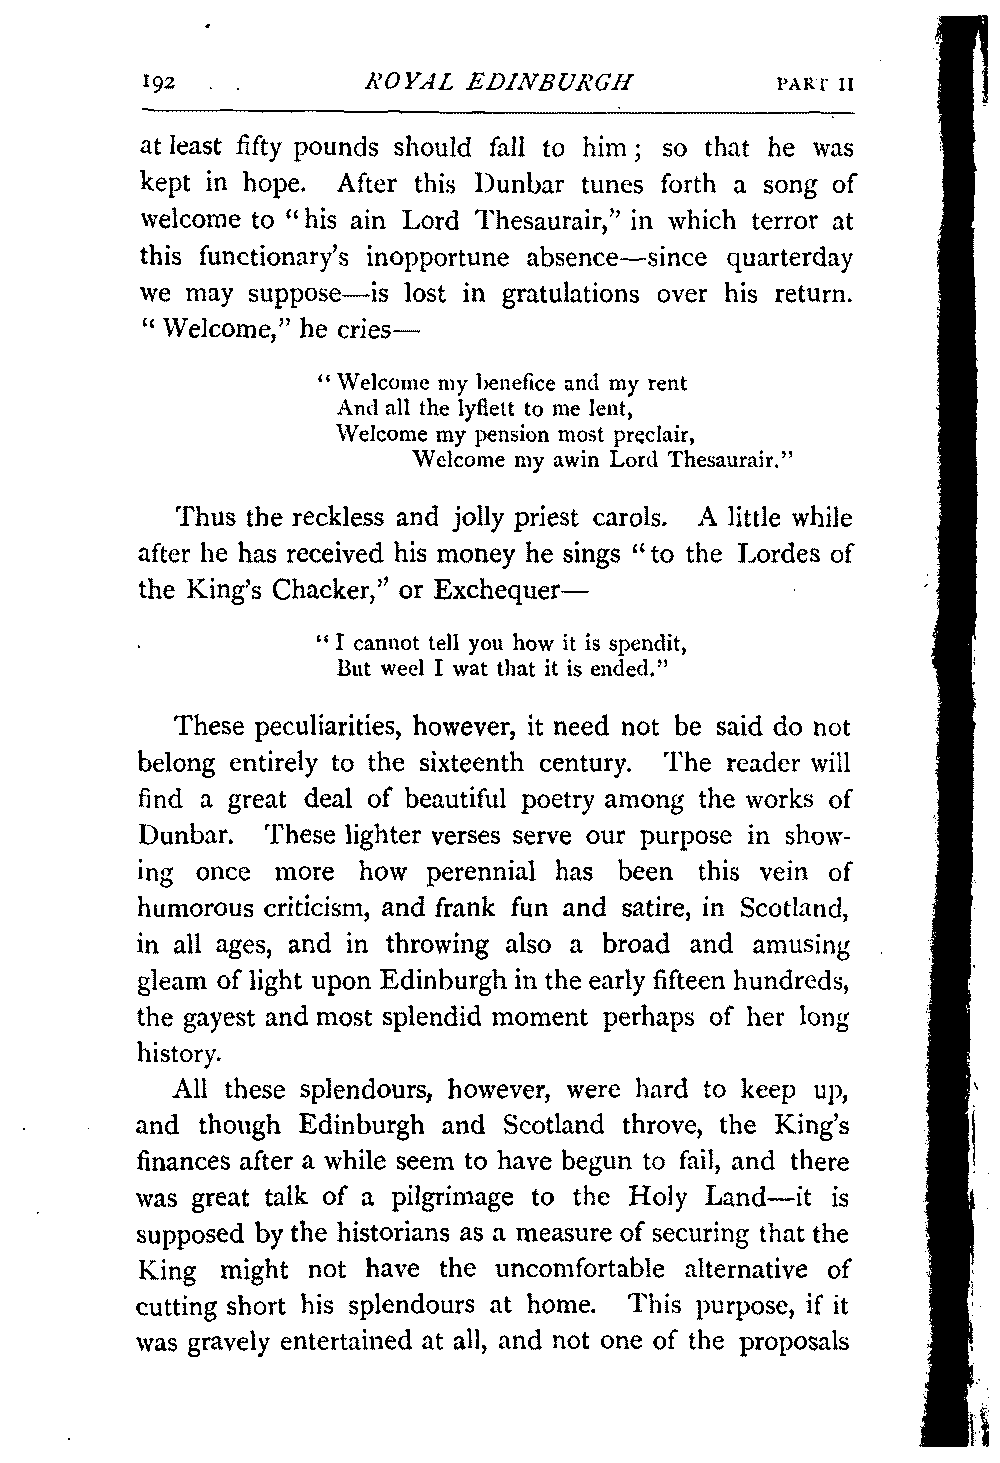 192 ROYAL EDINBURGH PART II
at least fifty pounds should fall to him; so that he was
kept in hope. After this Dunbar tunes forth a song of
welcome to "his ain Lord Thesaurair," in which terror at
this functionary's inopportune absence—since quarterday
we may suppose—is lost in gratulations over his return.
"Welcome," he cries—
"Welcome my benefice and my rent
And all the lyflett to me lent,
Welcome my pension most preclair,
Welcome my awin Lord Thesaurair."
Thus the reckless and jolly priest carols. A little while
after he has received his money he sings "to the Lordes of
the King's Chacker," or Exchequer—
"I cannot tell you how it is spendit,
But weel I wat that it is ended."
These peculiarities, however, it need not be said do not
belong entirely to the sixteenth century. The reader will
find a great deal of beautiful poetry among the works of
Dunbar. These lighter verses serve our purpose in show-
ing once more how perennial has been this vein of
humorous criticism, and frank fun and satire, in Scotland,
in all ages, and in throwing also a broad and amusing
gleam of light upon Edinburgh in the early fifteen hundreds,
the gayest and most splendid moment perhaps of her long
history.
All these splendours, however, were hard to keep up,
and though Edinburgh and Scotland throve, the King's
finances after a while seem to have begun to fail, and there
was great talk of a pilgrimage to the Holy Land—it is
supposed by the historians as a measure of securing that the
King might not have the uncomfortable alternative of
cutting short his splendours at home. This purpose, if it
was gravely entertained at all, and not one of the proposals